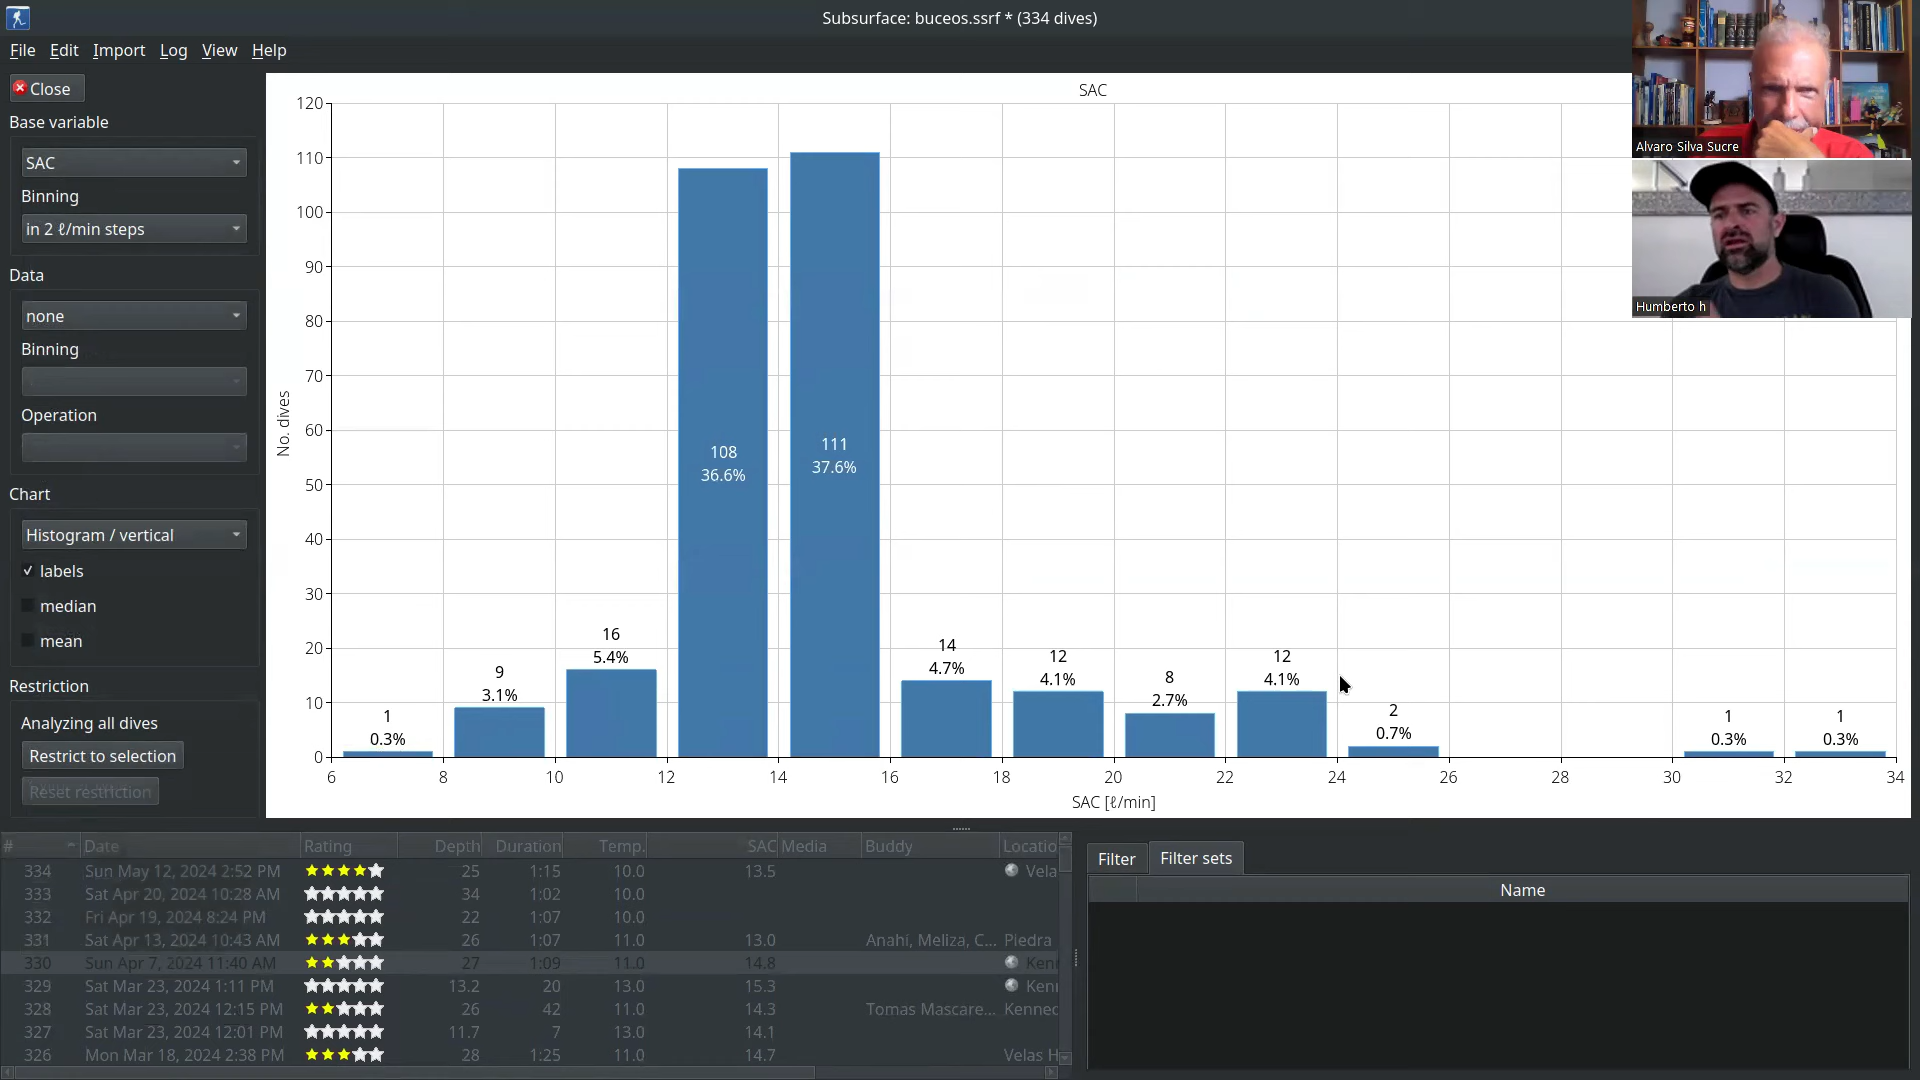 Subsurface: buceos.ssrf * (334 dives)
File Edit Import Log View Help
Close
Base variable
SAC
Binning
in 2 ℓ/min steps
Data
none
Binning
Operation
Chart
Histogram / vertical
labels
median
mean
Restriction
Analyzing all dives
Restrict to selection
Reset restriction
SAC
120
110
100
90
80
70
60
50
40
30
20
10
0
No. dives
1
0.3%
9
3.1%
16
5.4%
108
36.6%
111
37.6%
14
4.7%
12
4.1%
8
2.7%
12
4.1%
2
0.7%
1
0.3%
1
0.3%
6 8 10 12 14 16 18 20 22 24 26 28 30 32 34
SAC [ℓ/min]
Alvaro Silva Sucre
Humberto h
# Date Rating Depth Duration Temp. SAC Media Buddy Locatio
334 Sun May 12, 2024 2:52 PM 25 1:15 10.0 13.5 Vela
333 Sat Apr 20, 2024 10:28 AM 34 1:02 10.0
332 Fri Apr 19, 2024 8:24 PM 22 1:07 10.0
331 Sat Apr 13, 2024 10:43 AM 26 1:07 11.0 13.0 Anahi, Meliza, C... Piedra
330 Sun Apr 7, 2024 11:40 AM 27 1:09 11.0 14.8 Ken
329 Sat Mar 23, 2024 1:11 PM 13.2 20 13.0 15.3 Ken
328 Sat Mar 23, 2024 12:15 PM 26 42 11.0 14.3 Tomas Mascare... Kennec
327 Sat Mar 23, 2024 12:01 PM 11.7 7 13.0 14.1
326 Mon Mar 18, 2024 2:38 PM 28 1:25 11.0 14.7 Velas H
Filter Filter sets
Name